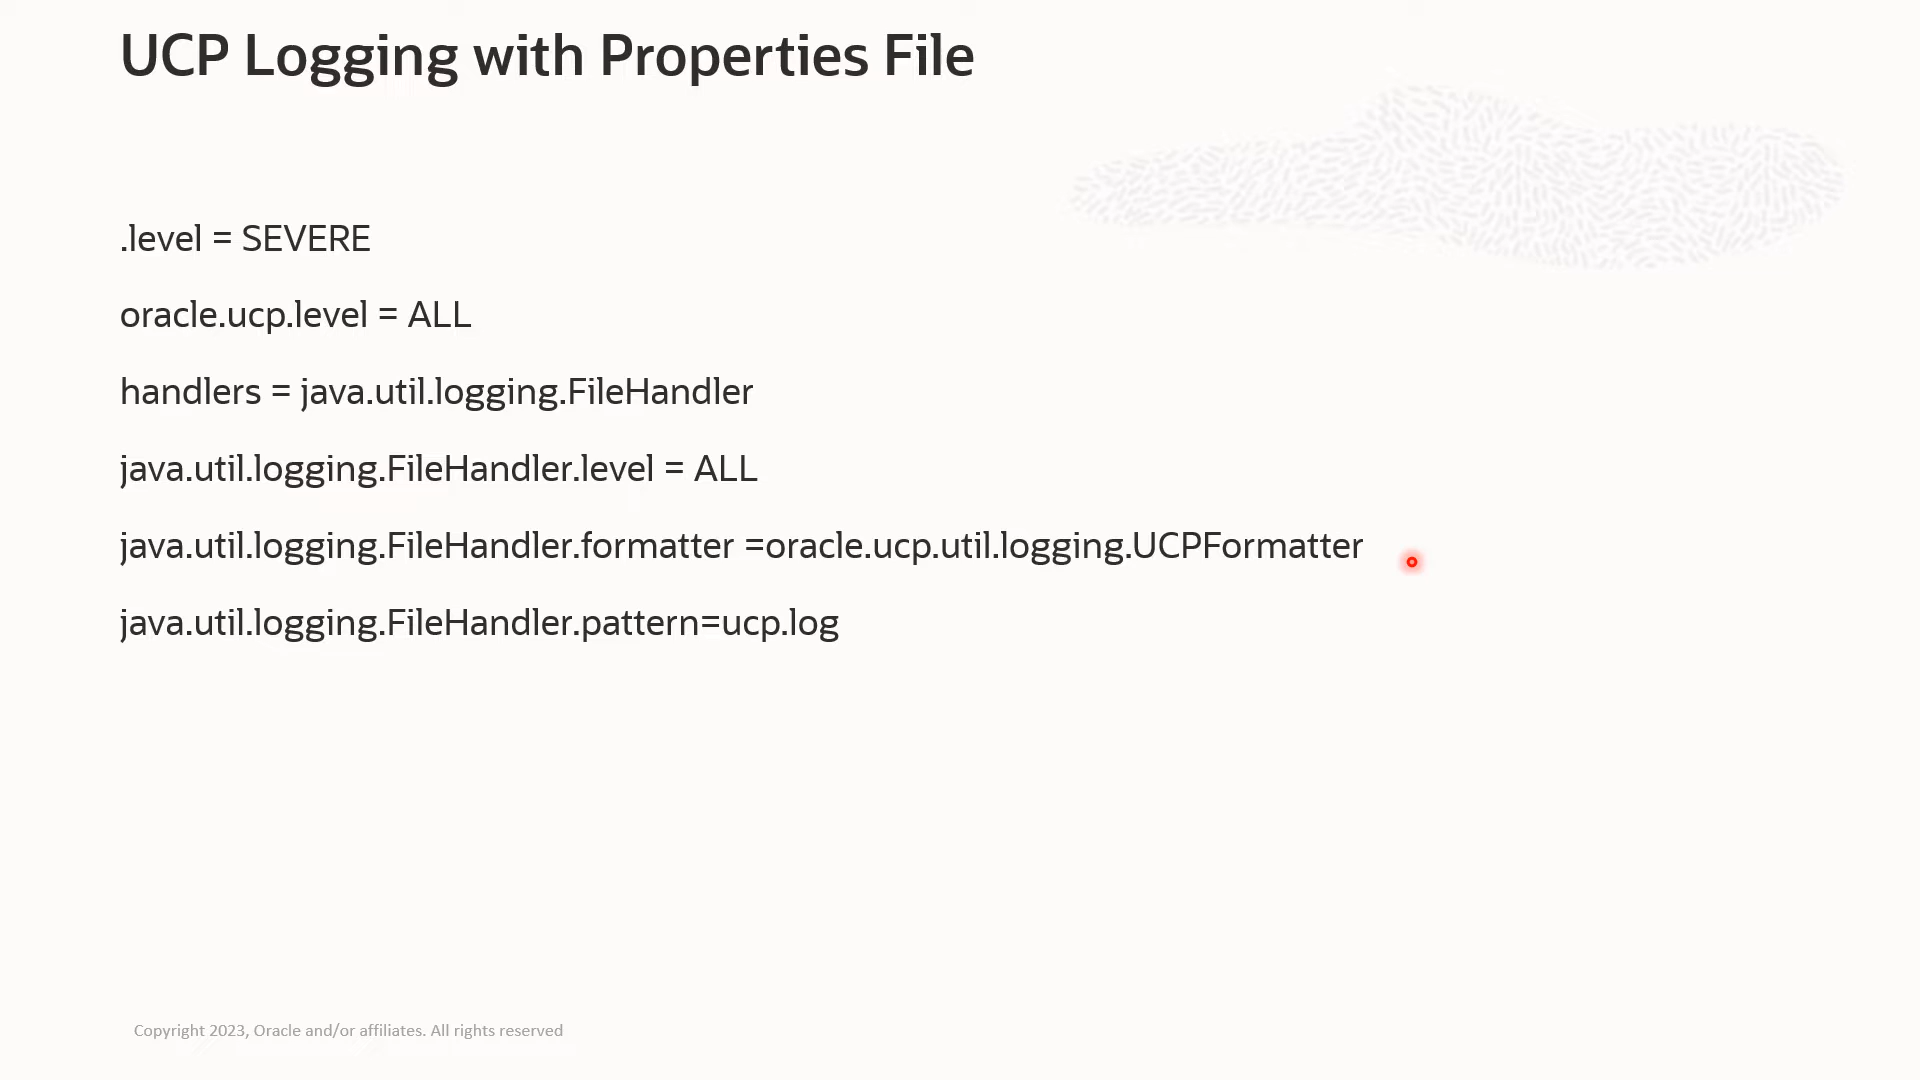 UCP Logging with Properties File
.level = SEVERE
oracle.ucp.level = ALL
handlers = java.util.logging.FileHandler
java.util.logging.FileHandler.level = ALL
java.util.logging.FileHandler.formatter =oracle.ucp.util.logging.UCPFormatter
java.util.logging.FileHandler.pattern=ucp.log
Copyright 2023, Oracle and/or affiliates. All rights reserved